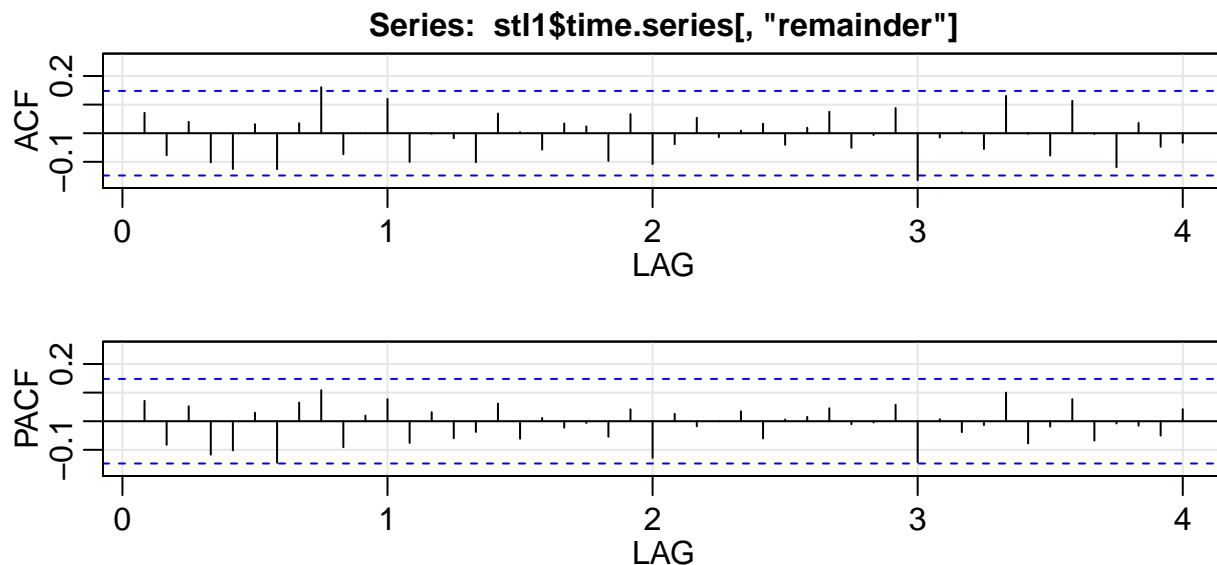 Series:  stl1$time.series[, "remainder"]
ACF
0.2
−0.1
0 1 2 3 4
LAG
PACF
0.2
−0.1
0 1 2 3 4
LAG